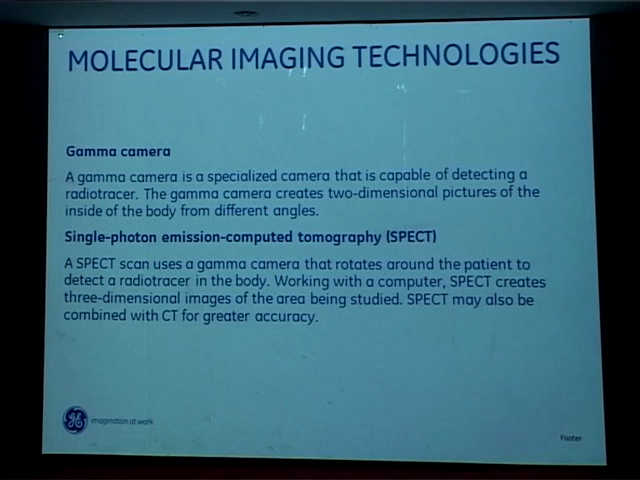 MOLECULAR IMAGING TECHNOLOGIES
Gamma camera
A gamma camera is a specialized camera that is capable of detecting a
radiotracer. The gamma camera creates two-dimensional pictures of the
inside of the body from different angles.
Single-photon emission-computed tomography (SPECT)
A SPECT scan uses a gamma camera that rotates around the patient to
detect a radiotracer in the body. Working with a computer, SPECT creates
three-dimensional images of the area being studied. SPECT may also be
combined with CT for greater accuracy.
GE imagination at work
Footer